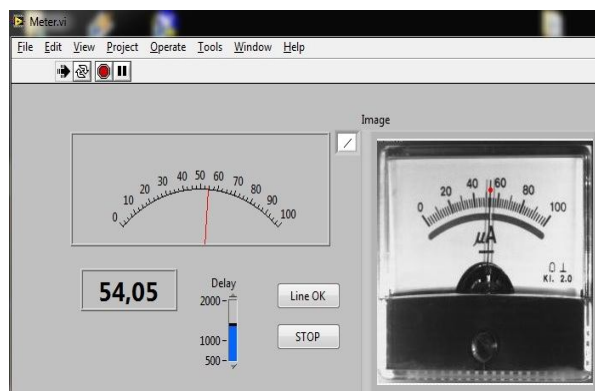 Meter.vi
File Edit View Project Operate Tools Window Help
Image
0 10 20 30 40 50 60 70 80 90 100
0 20 40 60 80 100
µA
Kl. 2.0
54,05
Delay
2000
1000
500
Line OK
STOP